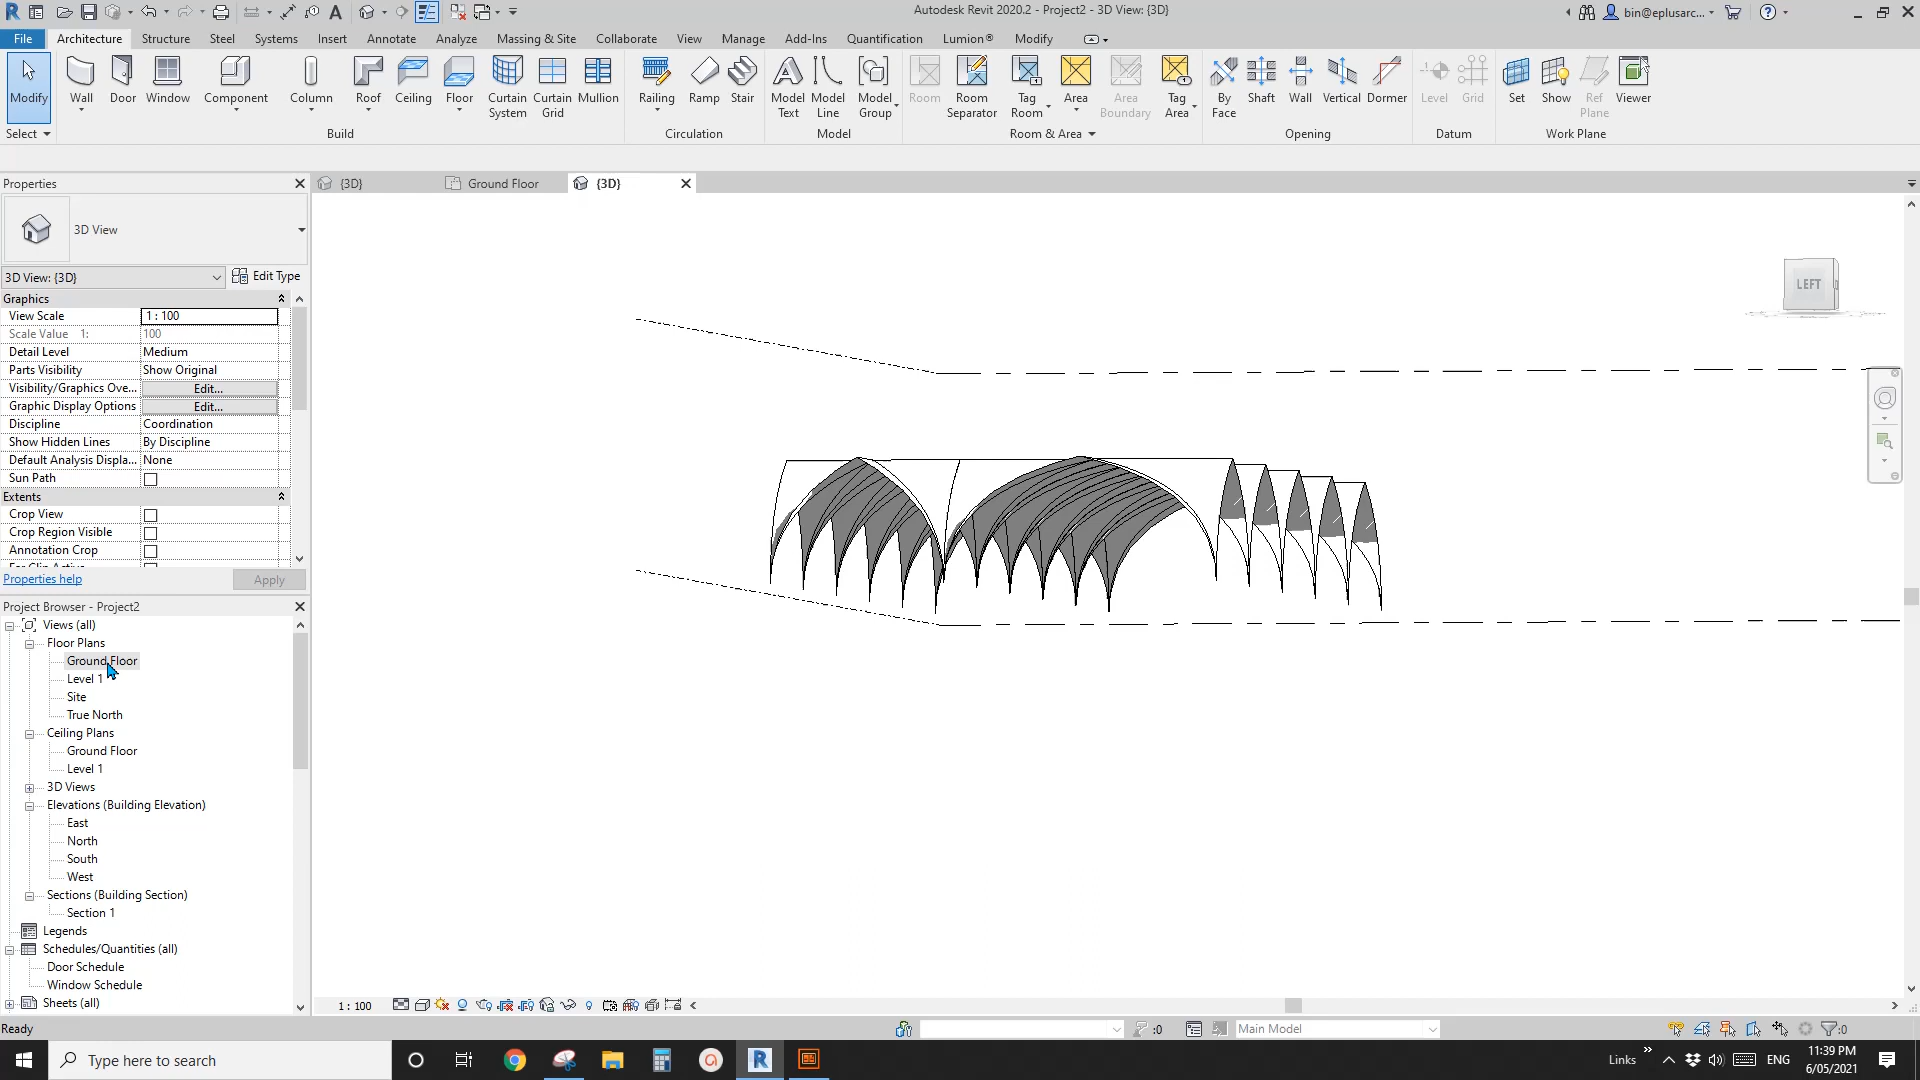 Autodesk Revit 2020.2 - Project2 - 3D View: {3D}
bin@eplusarc...
File Architecture Structure Steel Systems Insert Annotate Analyze Massing & Site Collaborate View Manage Add-Ins Quantification Lumion® Modify
Modify Wall Door Window Component Column Roof Ceiling Floor Curtain System Curtain Grid Mullion Railing Ramp Stair Model Text Model Line Model Group Room Room Separator Tag Room Area Area Boundary Tag Area By Face Shaft Wall Vertical Dormer Level Grid Set Show Ref Plane Viewer
Select Build Circulation Model Room & Area Opening Datum Work Plane
Properties
{3D} Ground Floor {3D}
3D View
3D View: {3D} Edit Type
Graphics
View Scale 1 : 100
Scale Value 1: 100
Detail Level Medium
Parts Visibility Show Original
Visibility/Graphics Ove... Edit...
Graphic Display Options Edit...
Discipline Coordination
Show Hidden Lines By Discipline
Default Analysis Displa... None
Sun Path
Extents
Crop View
Crop Region Visible
Annotation Crop
Properties help Apply
LEFT
Project Browser - Project2
Views (all)
Floor Plans
Ground Floor
Level 1
Site
True North
Ceiling Plans
Ground Floor
Level 1
3D Views
Elevations (Building Elevation)
East
North
South
West
Sections (Building Section)
Section 1
Legends
Schedules/Quantities (all)
Door Schedule
Window Schedule
Sheets (all)
1 : 100
Ready :0 Main Model :0
Type here to search
Links
ENG
11:39 PM
6/05/2021